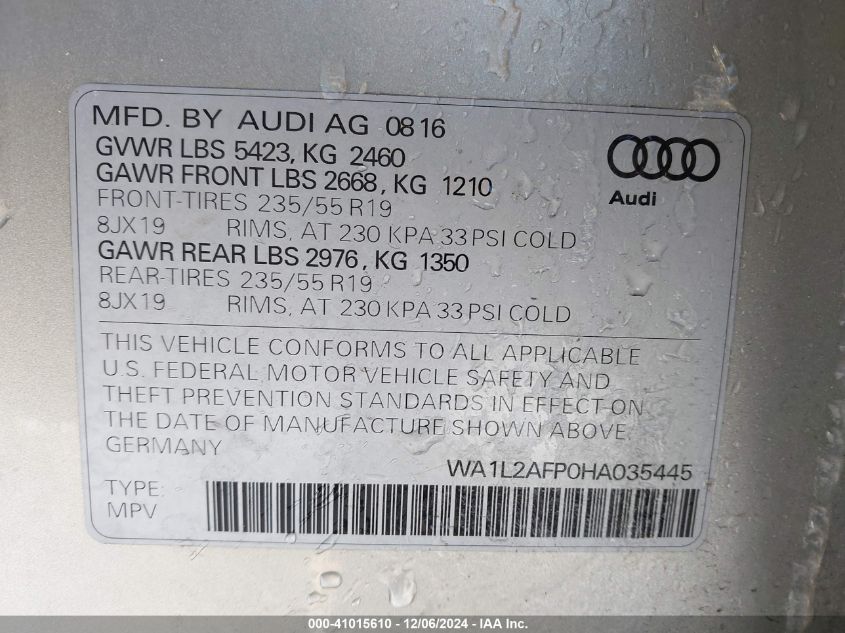 MFD. BY AUDI AG 0816
GVWR LBS 5423, KG 2460
GAWR FRONT LBS 2668, KG 1210
FRONT-TIRES 235/55 R19
8JX19 RIMS, AT 230 KPA 33 PSI COLD
GAWR REAR LBS 2976, KG 1350
REAR-TIRES 235/55 R19
8JX19 RIMS, AT 230 KPA 33 PSI COLD
Audi
THIS VEHICLE CONFORMS TO ALL APPLICABLE
U.S. FEDERAL MOTOR VEHICLE SAFETY AND
THEFT PREVENTION STANDARDS IN EFFECT ON
THE DATE OF MANUFACTURE SHOWN ABOVE.
GERMANY
WA1L2AFP0HA035445
TYPE:
MPV
000-41015610 - 12/06/2024 - IAA Inc.